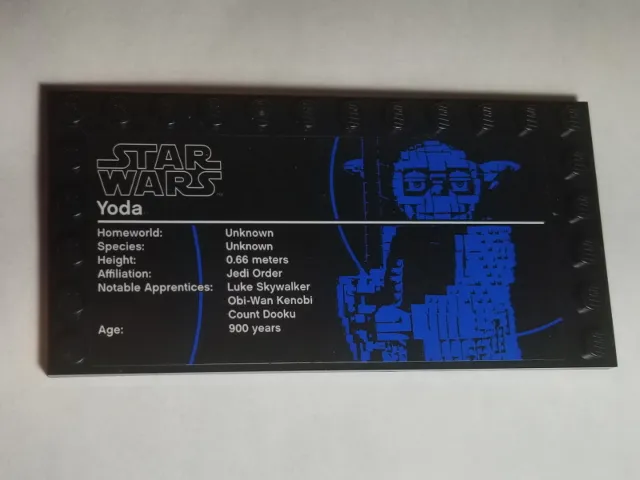 STAR
WARS
Yoda
Homeworld: Unknown
Species: Unknown
Height: 0.66 meters
Affiliation: Jedi Order
Notable Apprentices: Luke Skywalker
Obi-Wan Kenobi
Count Dooku
Age: 900 years